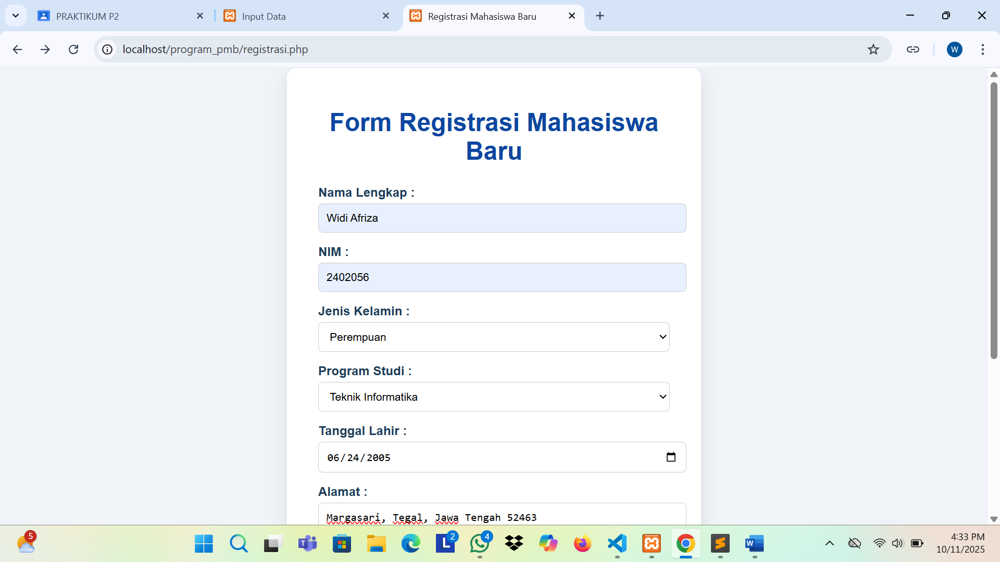 PRAKTIKUM P2
Input Data
Registrasi Mahasiswa Baru
localhost/program_pmb/registrasi.php
W
Form Registrasi Mahasiswa
Baru
Nama Lengkap :
Widi Afriza
NIM :
2402056
Jenis Kelamin :
Perempuan
Program Studi :
Teknik Informatika
Tanggal Lahir :
06/24/2005
Alamat :
Margasari, Tegal, Jawa Tengah 52463
5
T
L
2
4
W
4:33 PM
10/11/2025